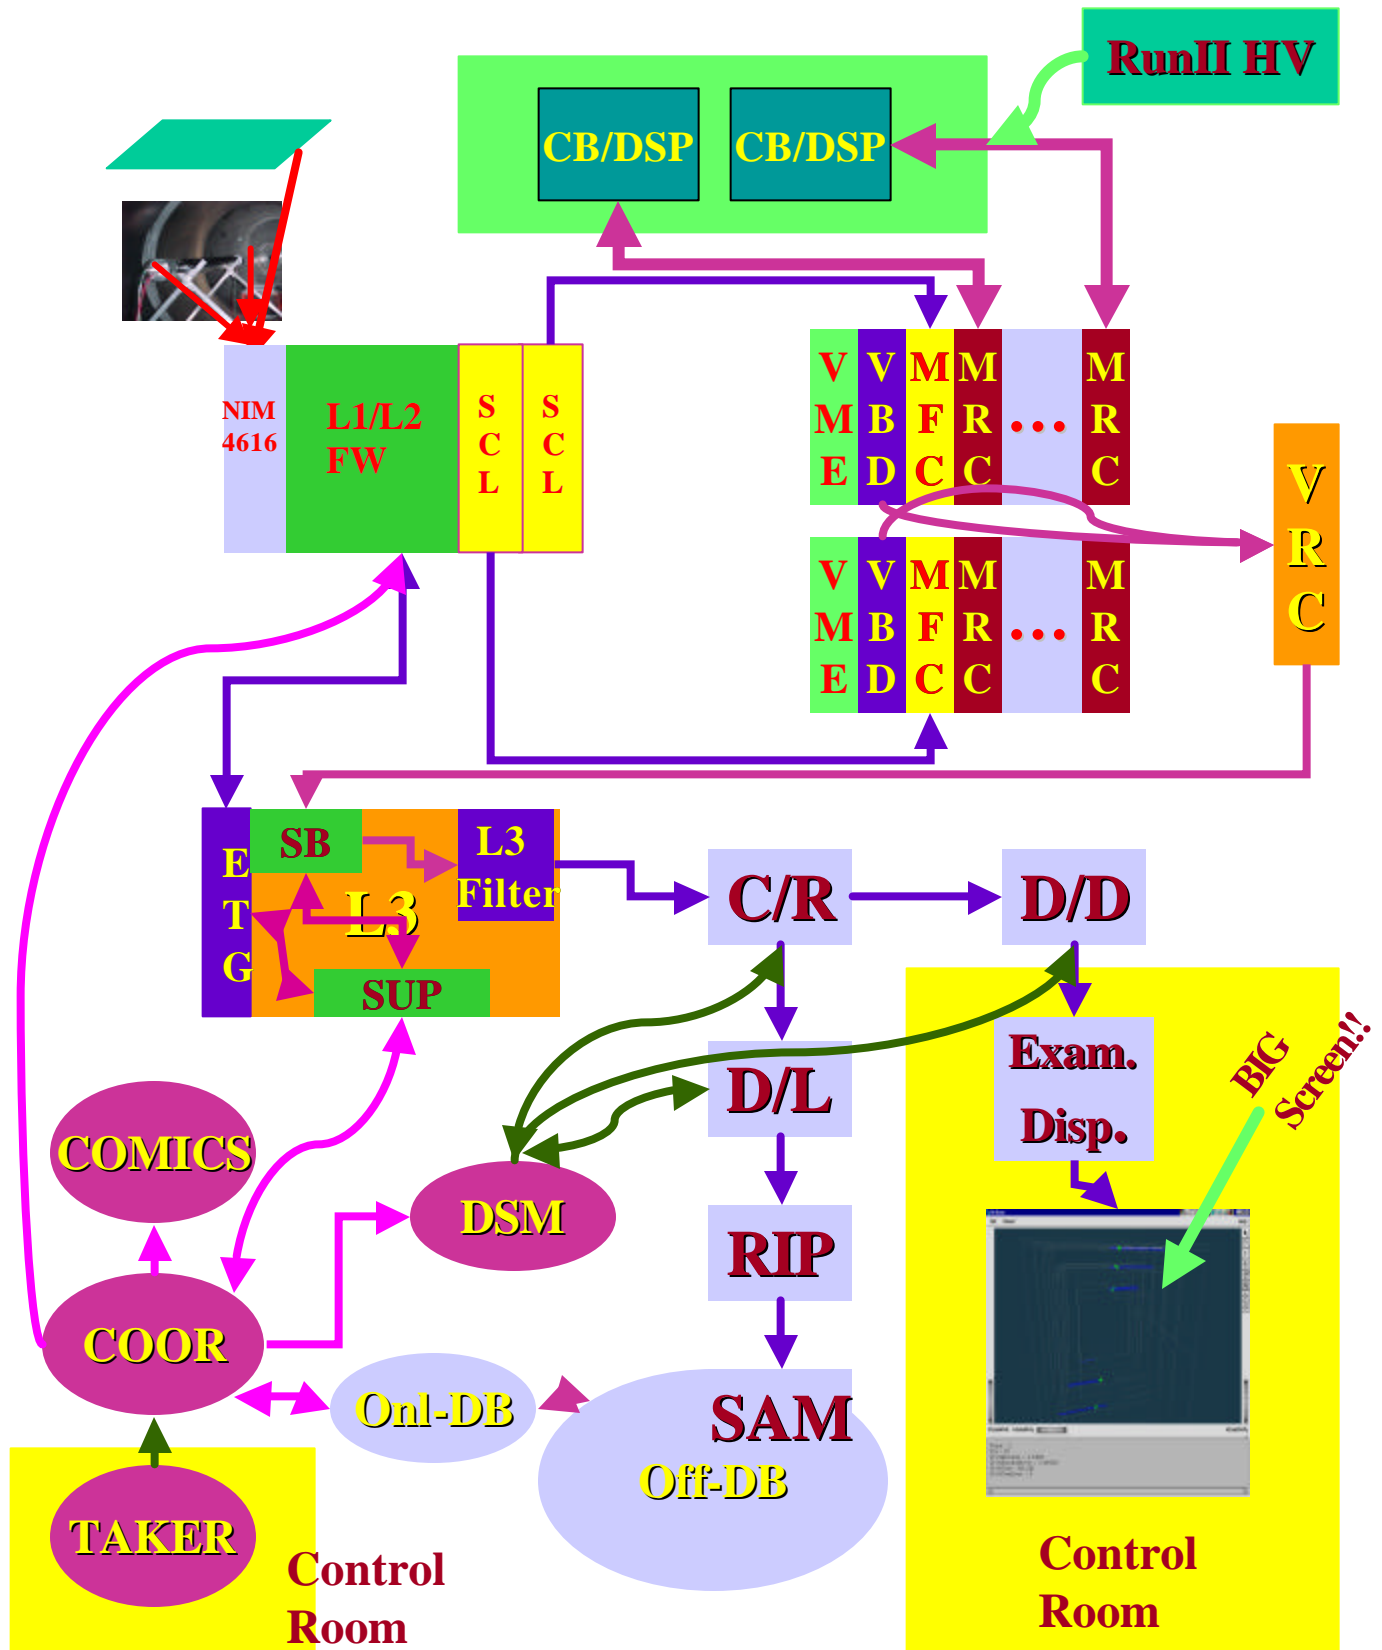 RunII HV
CB/DSP CB/DSP
NIM
4616
L1/L2
FW
S
C
L
S
C
L
V
M
E
V
B
D
M
F
C
M
R
C
...
M
R
C
V
R
C
V
M
E
V
B
D
M
F
C
M
R
C
...
M
R
C
E
T
G
SB
L3
L3
Filter
SUP
C/R
D/D
D/L
Exam.
Disp.
BIG
Screen!!
COMICS
DSM
RIP
COOR
Onl-DB
SAM
Off-DB
TAKER
Control
Room
Control
Room